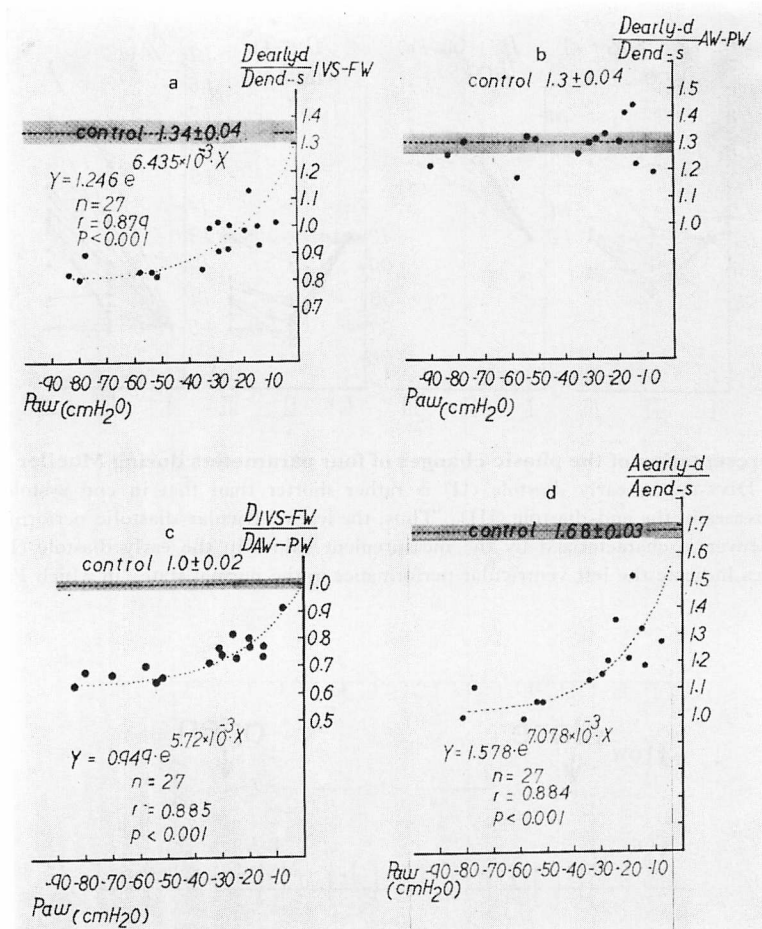 a
Dearlyd
Dend-s
IVS-FW
control 1.34±0.04
6.435×10⁻³·X
Y=1.246 e
n=27
r=0.879
P<0.001
1.4
1.3
1.2
1.1
1.0
0.9
0.8
0.7
-90 -80 -70 -60 -50 -40 -30 -20 -10
Paw(cmH₂O)
b
Dearly-d
Dend-s
AW-PW
control 1.3±0.04
1.5
1.4
1.3
1.2
1.1
1.0
-90 -80 -70 -60 -50 -40 -30 -20 -10
Paw(cmH₂O)
c
DIVS-FW
DAW-PW
control 1.0±0.02
1.0
0.9
0.8
0.7
0.6
0.5
5.72×10⁻³X
Y = 0.949·e
n=27
r=0.885
p<0.001
-90 -80 -70 -60 -50 -40 -30 -20 -10
Paw(cmH₂O)
d
Aearly-d
Aend-s
control 1.68±0103
1.7
1.6
1.5
1.4
1.3
1.2
1.1
1.0
7.078×10⁻³·X
Y=1.578·e
n=27
r=0.884
P<0.001
Paw -90 -80 -70 -60 -50 -40 -30 -20 -10
(cmH₂O)